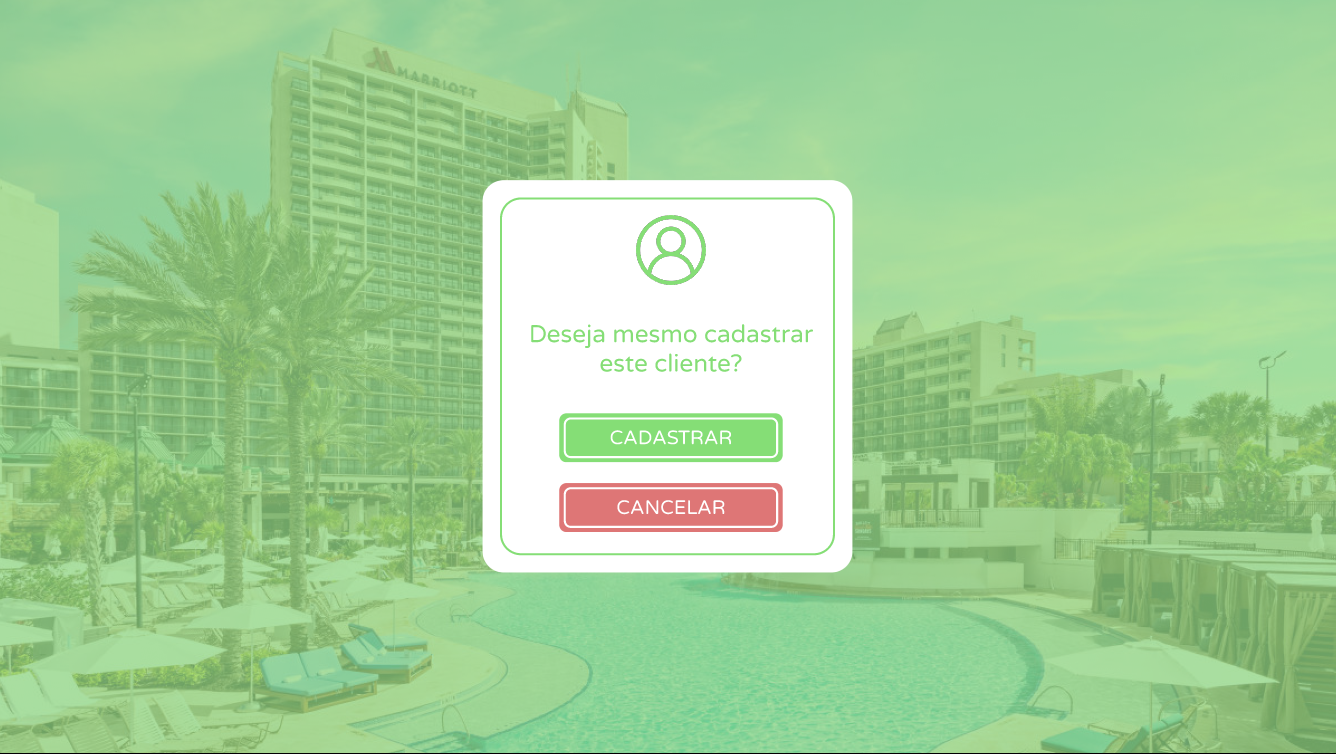 MARRIOTT
Deseja mesmo cadastrar
este cliente?
CADASTRAR
CANCELAR